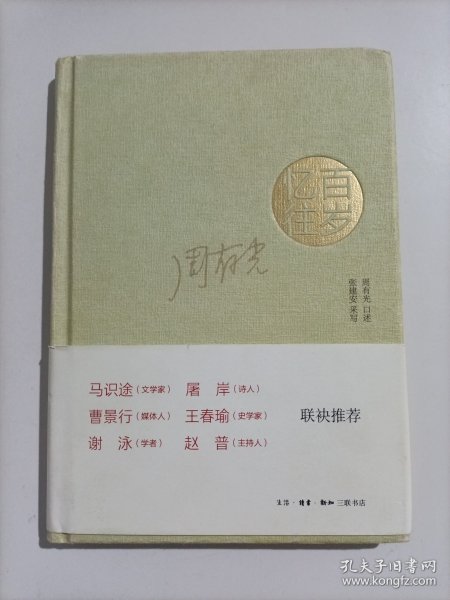 百岁
忆往
周有光
周有光 口述
张建安 采写
马识途（文学家） 屠 岸（诗人）
曹景行（媒体人） 王春瑜（史学家）
谢 泳（学者） 赵 普（主持人）
联袂推荐
生活·读书·新知 三联书店
孔夫子旧书网
www.kongfz.com